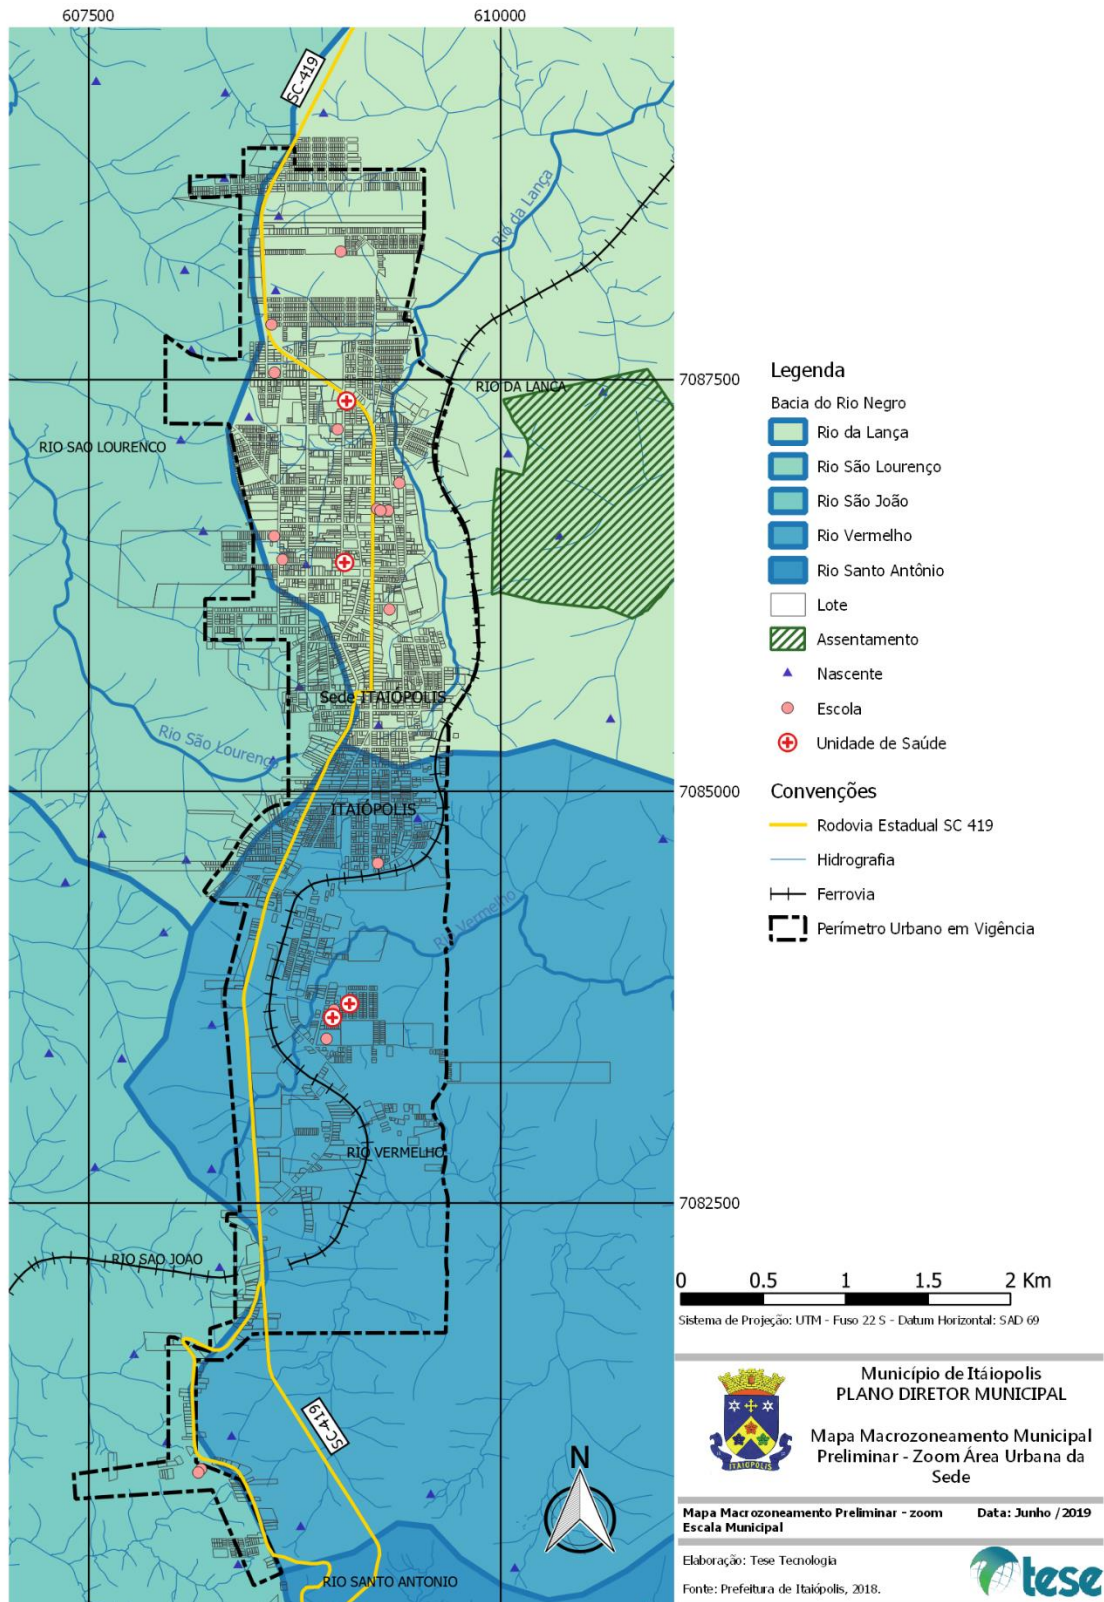 607500
610000
SC-419
Rio da Lança
7087500
RIO DA LANÇA
RIO SAO LOURENCO
Sede ITAIÓPOLIS
Rio São Lourenço
7085000
ITAIÓPOLIS
Rio Vermelho
RIO VERMELHO
7082500
RIO SAO JOAO
SC-419
RIO SANTO ANTONIO
N
Legenda
Bacia do Rio Negro
Rio da Lança
Rio São Lourenço
Rio São João
Rio Vermelho
Rio Santo Antônio
Lote
Assentamento
Nascente
Escola
Unidade de Saúde
Convenções
Rodovia Estadual SC 419
Hidrografia
Ferrovia
Perímetro Urbano em Vigência
0 0.5 1 1.5 2 Km
Sistema de Projeção: UTM - Fuso 22 S - Datum Horizontal: SAD 69
ITAIOPOLIS
Município de Itáiopolis
PLANO DIRETOR MUNICIPAL
Mapa Macrozoneamento Municipal
Preliminar - Zoom Área Urbana da
Sede
Mapa Macrozoneamento Preliminar - zoom
Escala Municipal
Data: Junho /2019
Elaboração: Tese Tecnologia
Fonte: Prefeitura de Itaiópolis, 2018.
tese